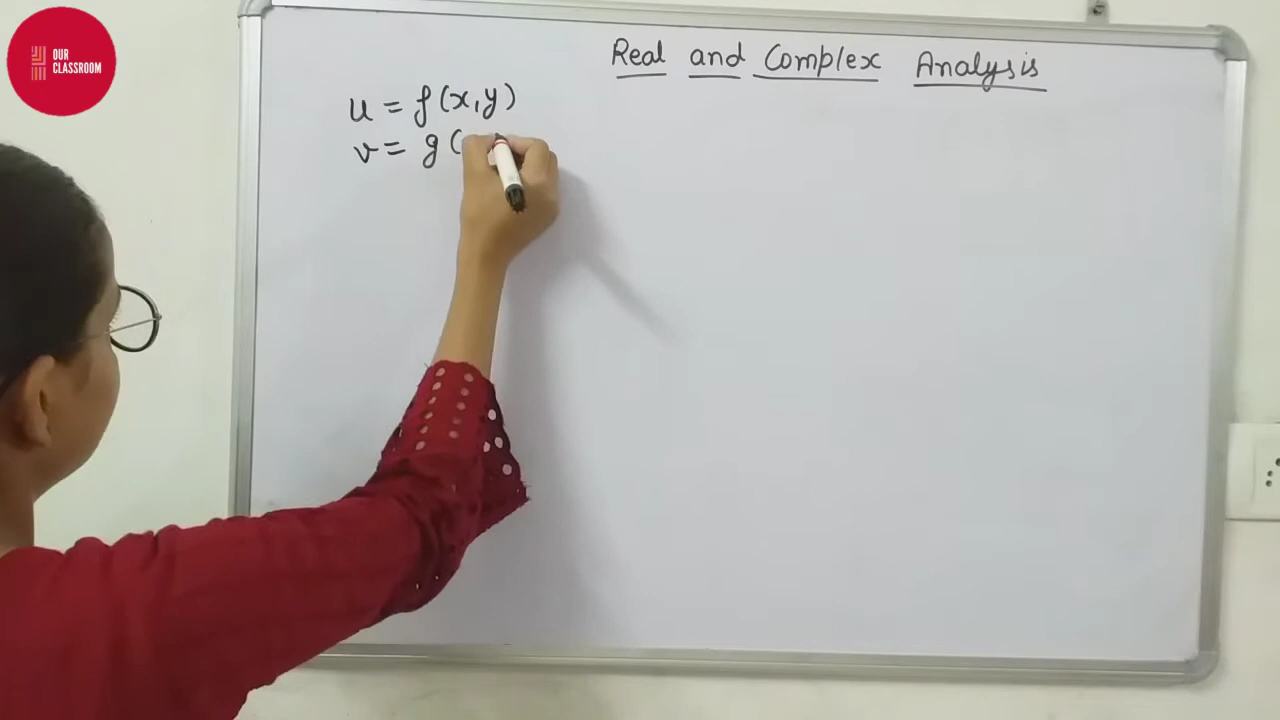 OUR
CLASSROOM
Real and Complex Analysis
u = f(x,y)
v = g(